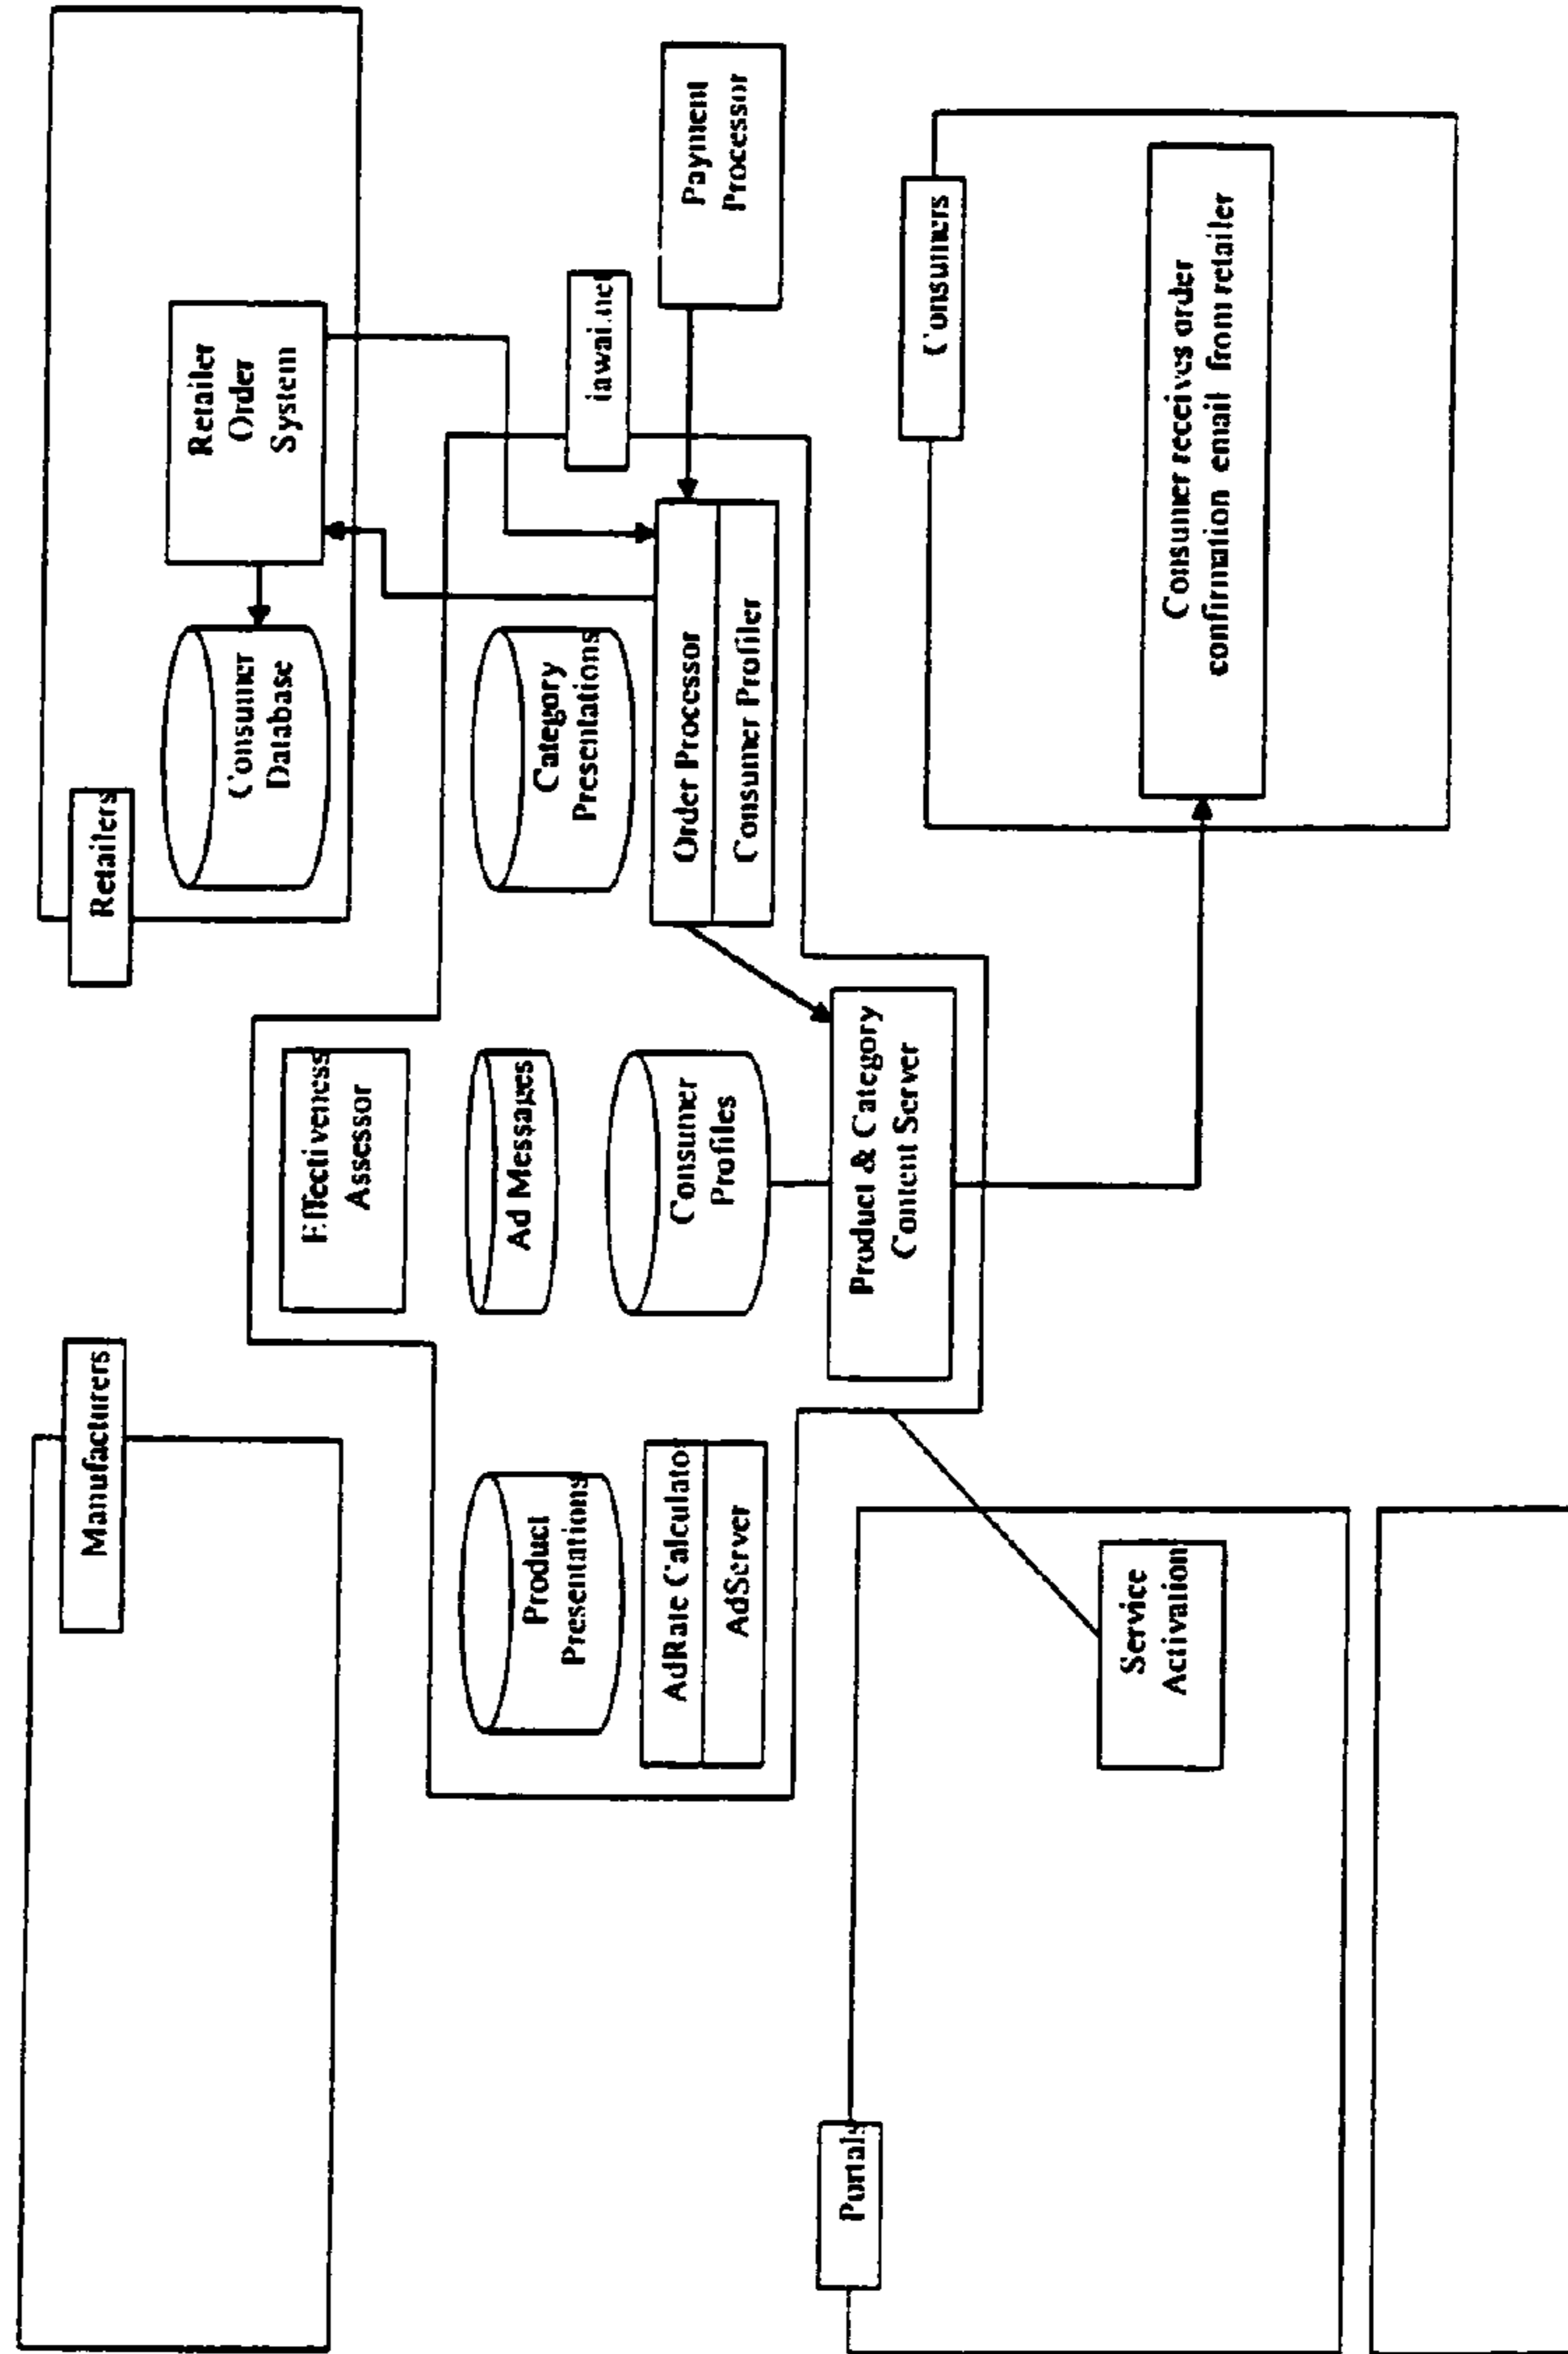 Manufacturers
Retailers
Retailer
Order
System
Consumer
Database
Effectiveness
Assessor
Product
Presentations
Ad Messages
Category
Presentations
AdRate Calculator
AdServer
Consumer
Profiles
Order Processor
Consumer Profiler
Payment
Processor
Product & Category
Content Server
Portals
Service
Activation
Consumers
Consumer receives order
confirmation email from retailer